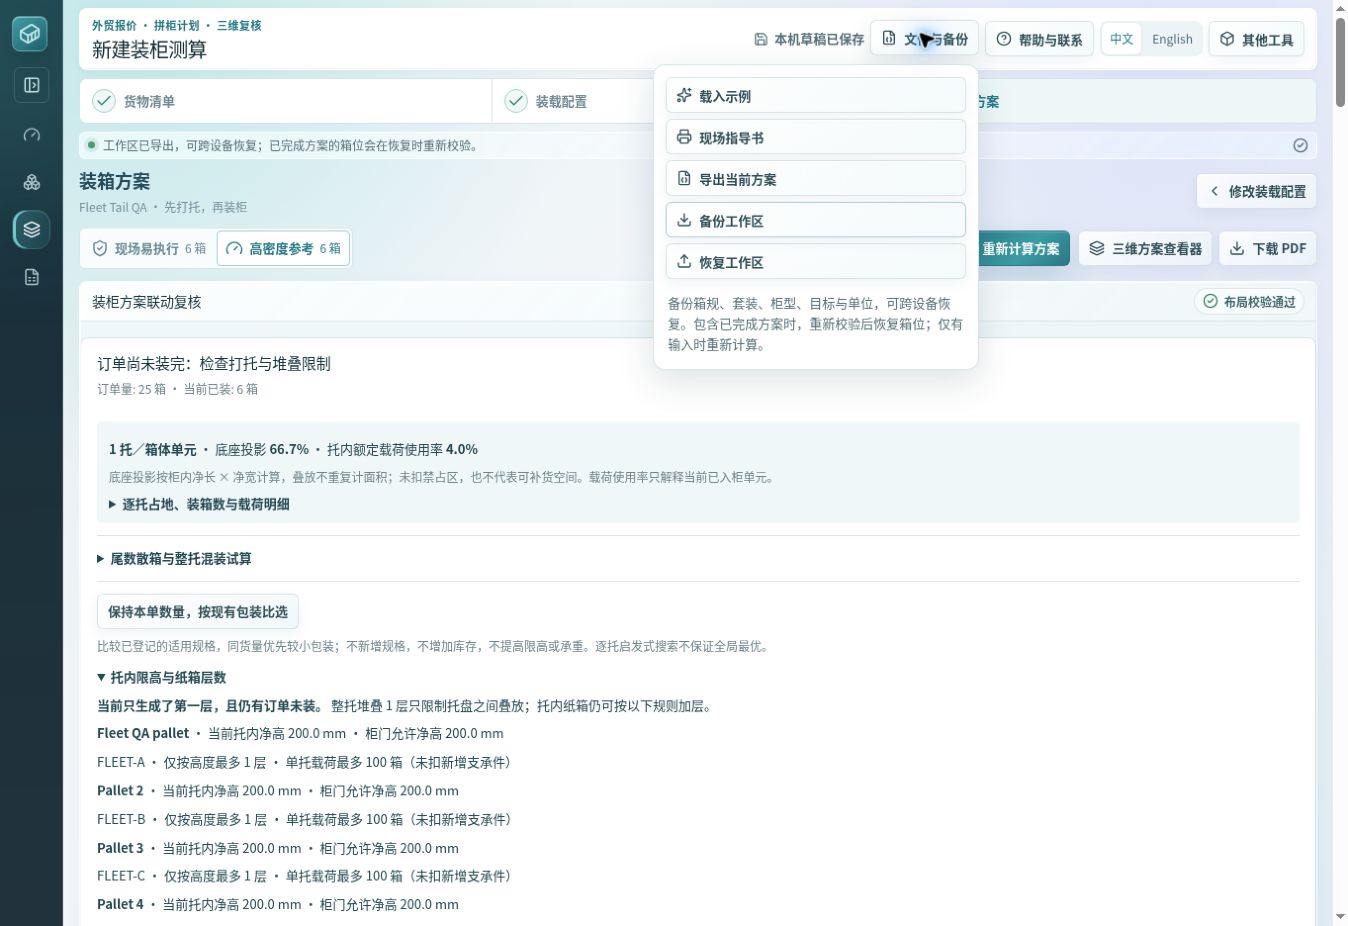 外贸报价 • 拼柜计划 • 三维复核
新建装柜测算
本机草稿已保存
帮助与联系
中文
English
其他工具
载入示例
现场指导书
导出当前方案
备份工作区
恢复工作区
备份箱规、套装、柜型、目标与单位，可跨设备恢
复。包含已完成方案时，重新校验后恢复箱位；仅有
输入时重新计算。
货物清单
装载配置
方案
工作区已导出，可跨设备恢复；已完成方案的箱位会在恢复时重新校验。
装箱方案
Fleet Tail QA • 先打托，再装柜
修改装载配置
现场易执行 6 箱
高密度参考 6 箱
重新计算方案
三维方案查看器
下载 PDF
装柜方案联动复核
布局校验通过
订单尚未装完：检查打托与堆叠限制
订单量: 25 箱 • 当前已装: 6 箱
1 托／箱体单元 • 底座投影 66.7% • 托内额定载荷使用率 4.0%
底座投影按柜内净长 × 净宽计算，叠放不重复计面积；未扣禁占区，也不代表可补货空间。载荷使用率只解释当前已入柜单元。
逐托占地、装箱数与载荷明细
尾数散箱与整托混装试算
保持本单数量，按现有包装比选
比较已登记的适用规格，同货量优先较小包装；不新增规格，不增加库存，不提高限高或承重。逐托启发式搜索不保证全局最优。
托内限高与纸箱层数
当前只生成了第一层，且仍有订单未装。 整托堆叠 1 层只限制托盘之间叠放；托内纸箱仍可按以下规则加层。
Fleet QA pallet • 当前托内净高 200.0 mm • 柜门允许净高 200.0 mm
FLEET-A • 仅按高度最多 1 层 • 单托载荷最多 100 箱（未扣新增支承件）
Pallet 2 • 当前托内净高 200.0 mm • 柜门允许净高 200.0 mm
FLEET-B • 仅按高度最多 1 层 • 单托载荷最多 100 箱（未扣新增支承件）
Pallet 3 • 当前托内净高 200.0 mm • 柜门允许净高 200.0 mm
FLEET-C • 仅按高度最多 1 层 • 单托载荷最多 100 箱（未扣新增支承件）
Pallet 4 • 当前托内净高 200.0 mm • 柜门允许净高 200.0 mm